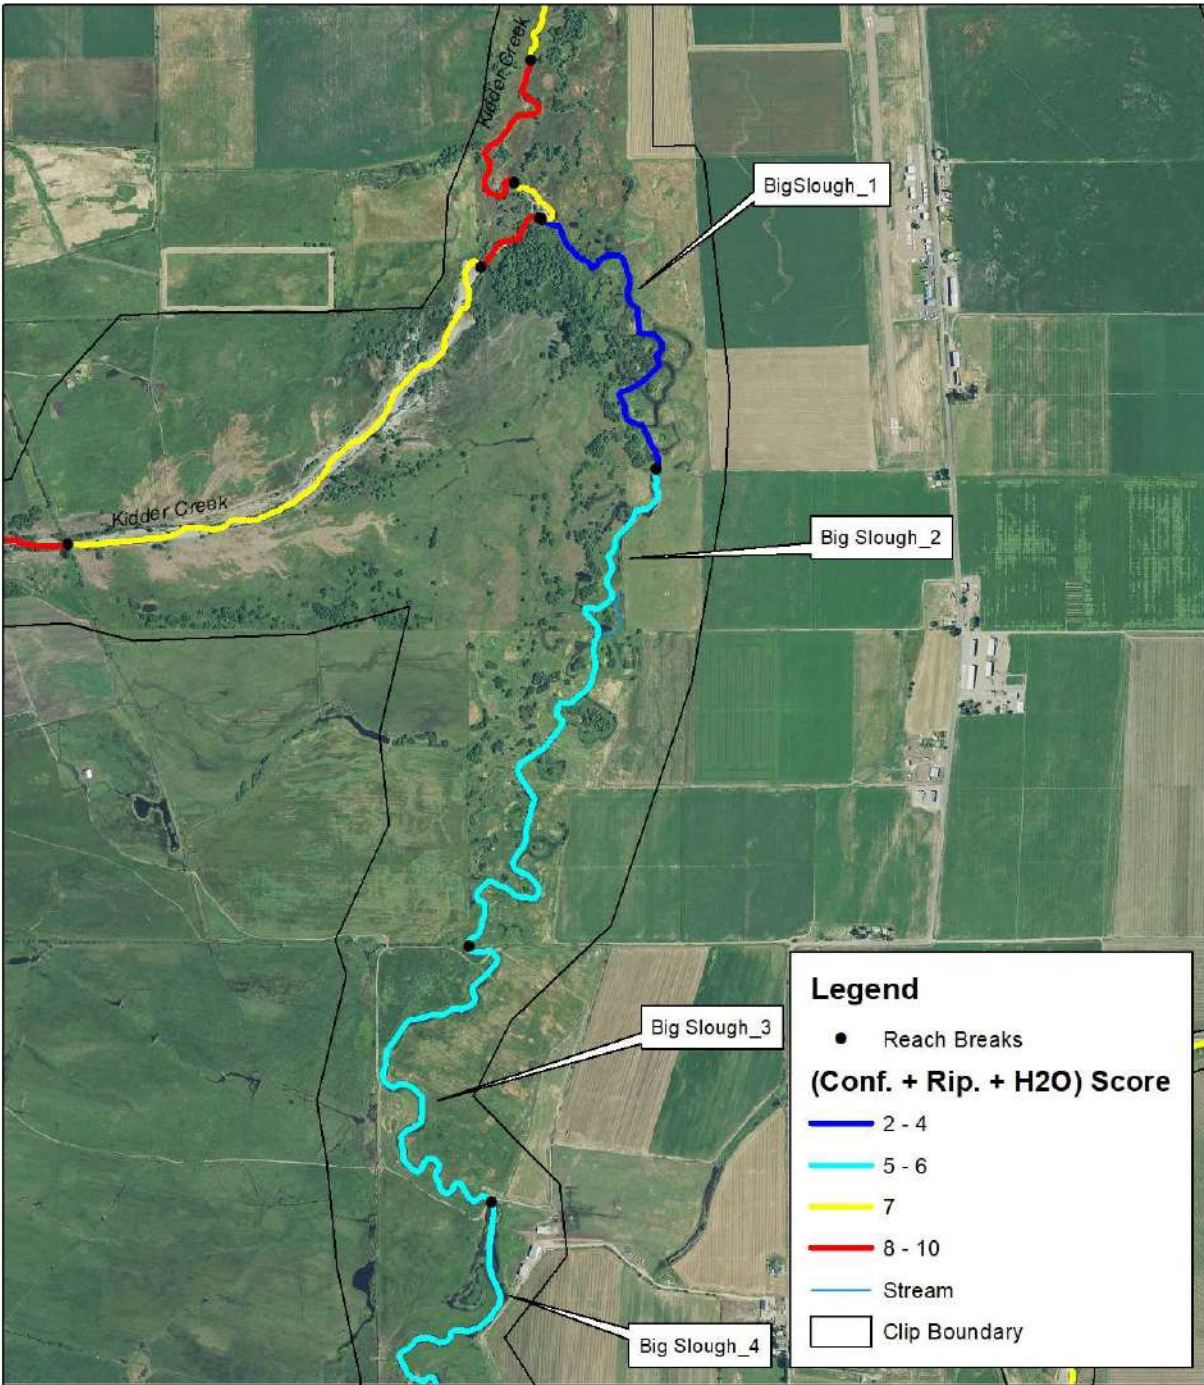 Kidder Creek
BigSlough_1
Kidder Creek
Big Slough_2
Big Slough_3
Big Slough_4
Legend
Reach Breaks
(Conf. + Rip. + H2O) Score
2 - 4
5 - 6
7
8 - 10
Stream
Clip Boundary